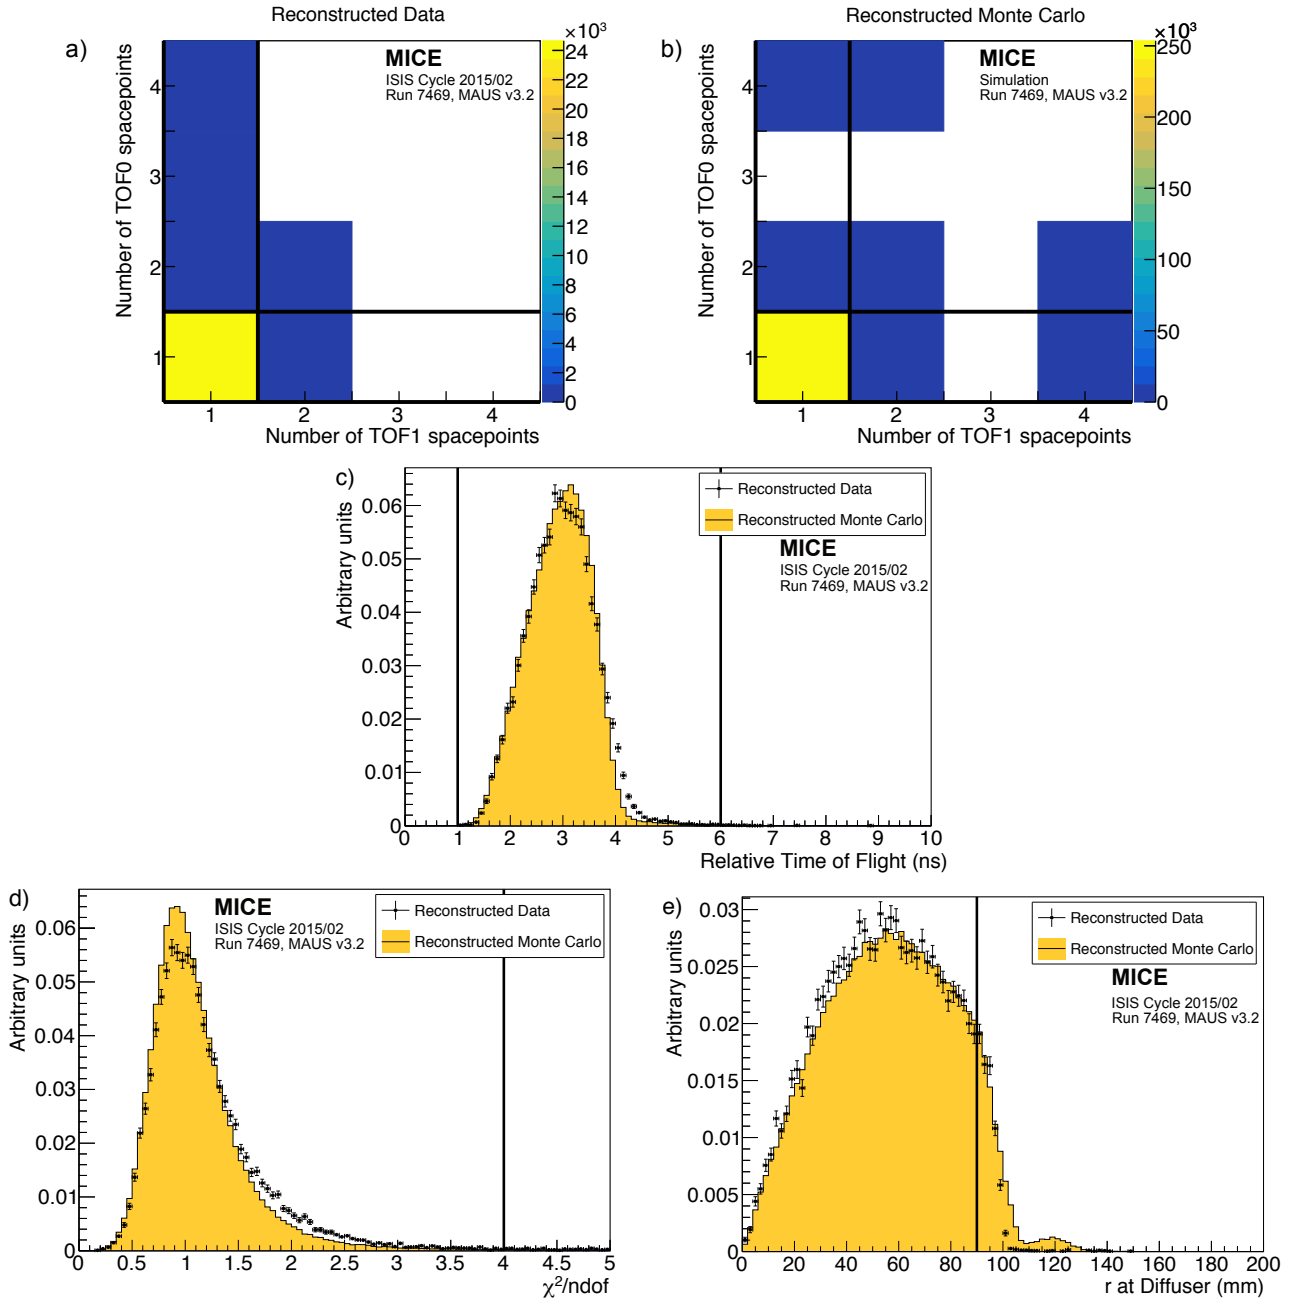 Reconstructed Data
a)
MICE
ISIS Cycle 2015/02
Run 7469, MAUS v3.2
×10³
Number of TOF0 spacepoints
4
3
2
1
1 2 3 4
Number of TOF1 spacepoints
24
22
20
18
16
14
12
10
8
6
4
2
0
Reconstructed Monte Carlo
b)
MICE
Simulation
Run 7469, MAUS v3.2
×10³
Number of TOF0 spacepoints
4
3
2
1
1 2 3 4
Number of TOF1 spacepoints
250
200
150
100
50
0
c)
Reconstructed Data
Reconstructed Monte Carlo
MICE
ISIS Cycle 2015/02
Run 7469, MAUS v3.2
Arbitrary units
0.06
0.05
0.04
0.03
0.02
0.01
0
0 1 2 3 4 5 6 7 8 9 10
Relative Time of Flight (ns)
d)
MICE
ISIS Cycle 2015/02
Run 7469, MAUS v3.2
Reconstructed Data
Reconstructed Monte Carlo
Arbitrary units
0.06
0.05
0.04
0.03
0.02
0.01
0
0 0.5 1 1.5 2 2.5 3 3.5 4 4.5 5
χ²/ndof
e)
Reconstructed Data
Reconstructed Monte Carlo
MICE
ISIS Cycle 2015/02
Run 7469, MAUS v3.2
Arbitrary units
0.03
0.025
0.02
0.015
0.01
0.005
0
0 20 40 60 80 100 120 140 160 180 200
r at Diffuser (mm)